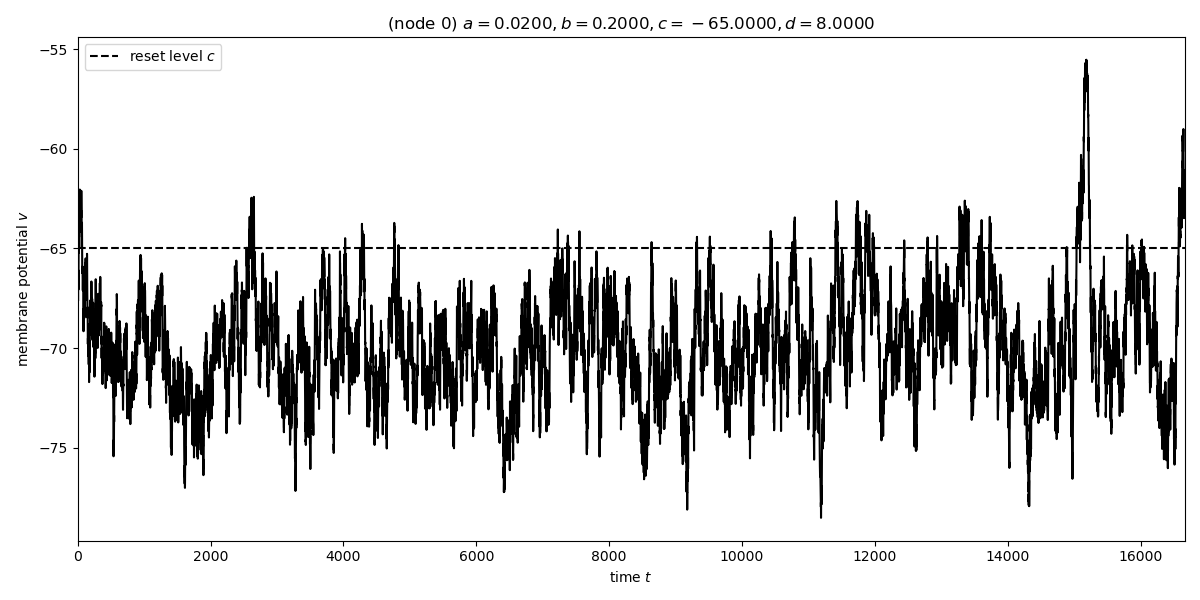 (node 0) a = 0.0200, b = 0.2000, c = −65.0000, d = 8.0000
reset level c
−55
−60
−65
−70
−75
membrane potential v
0 2000 4000 6000 8000 10000 12000 14000 16000
time t